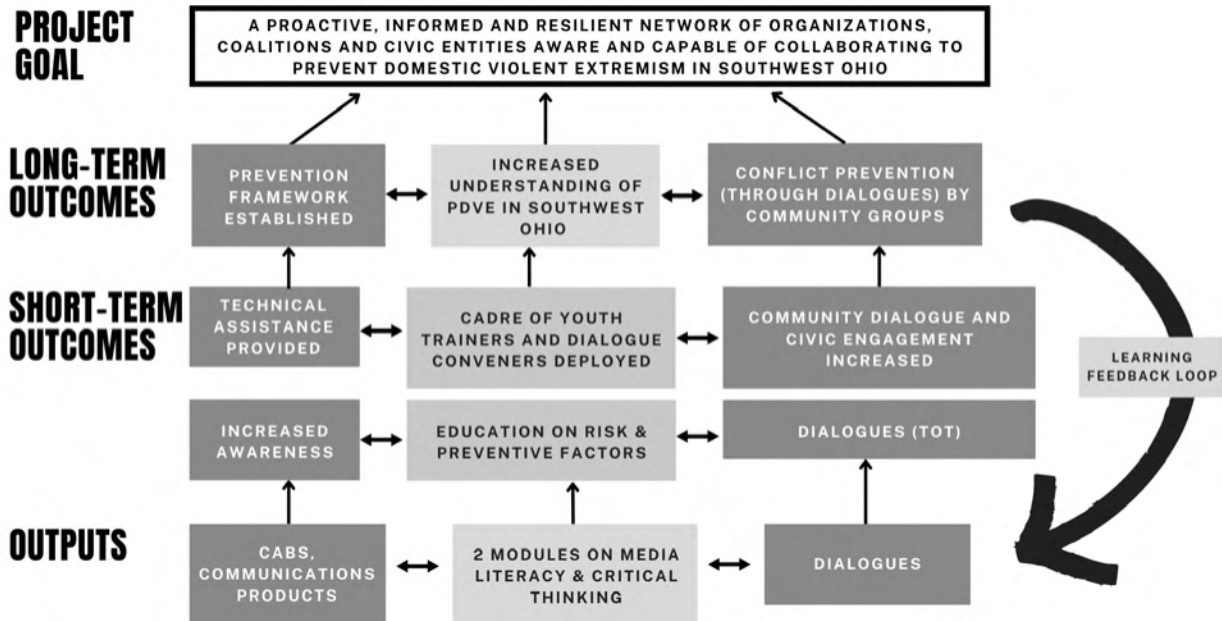 PROJECT
GOAL
A PROACTIVE, INFORMED AND RESILIENT NETWORK OF ORGANIZATIONS,
COALITIONS AND CIVIC ENTITIES AWARE AND CAPABLE OF COLLABORATING TO
PREVENT DOMESTIC VIOLENT EXTREMISM IN SOUTHWEST OHIO
LONG-TERM
OUTCOMES
PREVENTION
FRAMEWORK
ESTABLISHED
INCREASED
UNDERSTANDING OF
PDVE IN SOUTHWEST
OHIO
CONFLICT PREVENTION
(THROUGH DIALOGUES) BY
COMMUNITY GROUPS
SHORT-TERM
OUTCOMES
TECHNICAL
ASSISTANCE
PROVIDED
CADRE OF YOUTH
TRAINERS AND DIALOGUE
CONVENERS DEPLOYED
COMMUNITY DIALOGUE AND
CIVIC ENGAGEMENT
INCREASED
LEARNING
FEEDBACK LOOP
INCREASED
AWARENESS
EDUCATION ON RISK &
PREVENTIVE FACTORS
DIALOGUES (TOT)
OUTPUTS
CABS,
COMMUNICATIONS
PRODUCTS
2 MODULES ON MEDIA
LITERACY & CRITICAL
THINKING
DIALOGUES